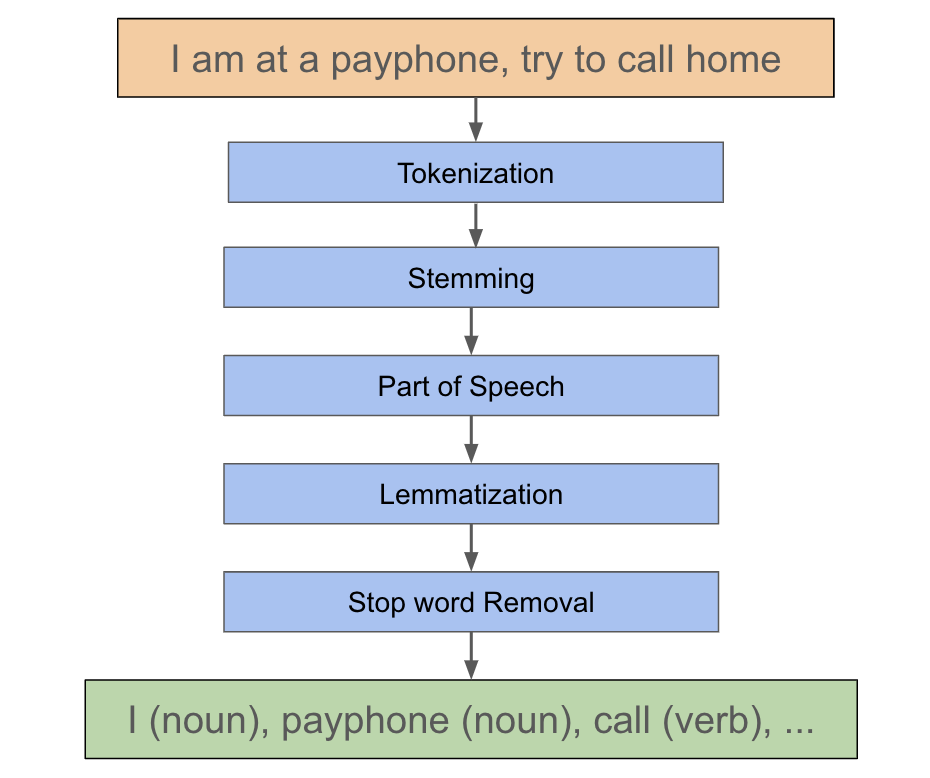 I am at a payphone, try to call home
Tokenization
Stemming
Part of Speech
Lemmatization
Stop word Removal
I (noun), payphone (noun), call (verb), ...